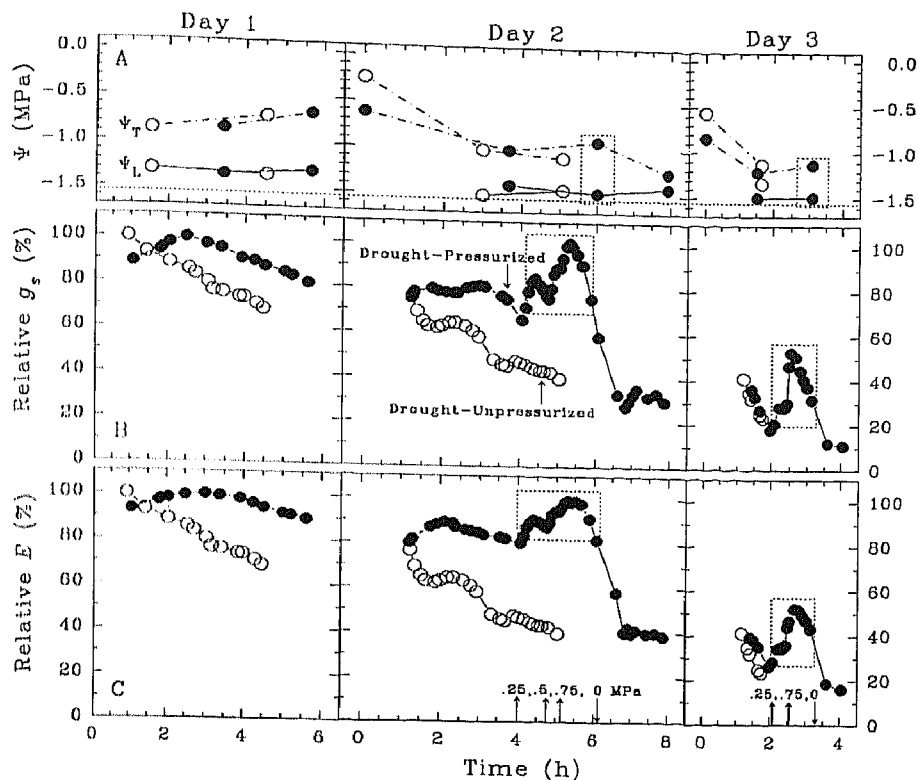 Day 1 Day 2 Day 3
0.0 0.0
A
−0.5 −0.5
Ψ (MPa)
Ψ_T
−1.0 −1.0
Ψ_L
−1.5 −1.5
100 100
Relative g_s (%)
Drought-Pressurized
80 80
60 60
40 40
Drought-Unpressurized
20 20
B
0 0
100 100
Relative E (%)
80 80
60 60
40 40
.25,.5,.75, 0 MPa
.25,.75,0
20 20
C
0 0
0 2 4 6 0 2 4 6 8 0 2 4
Time (h)